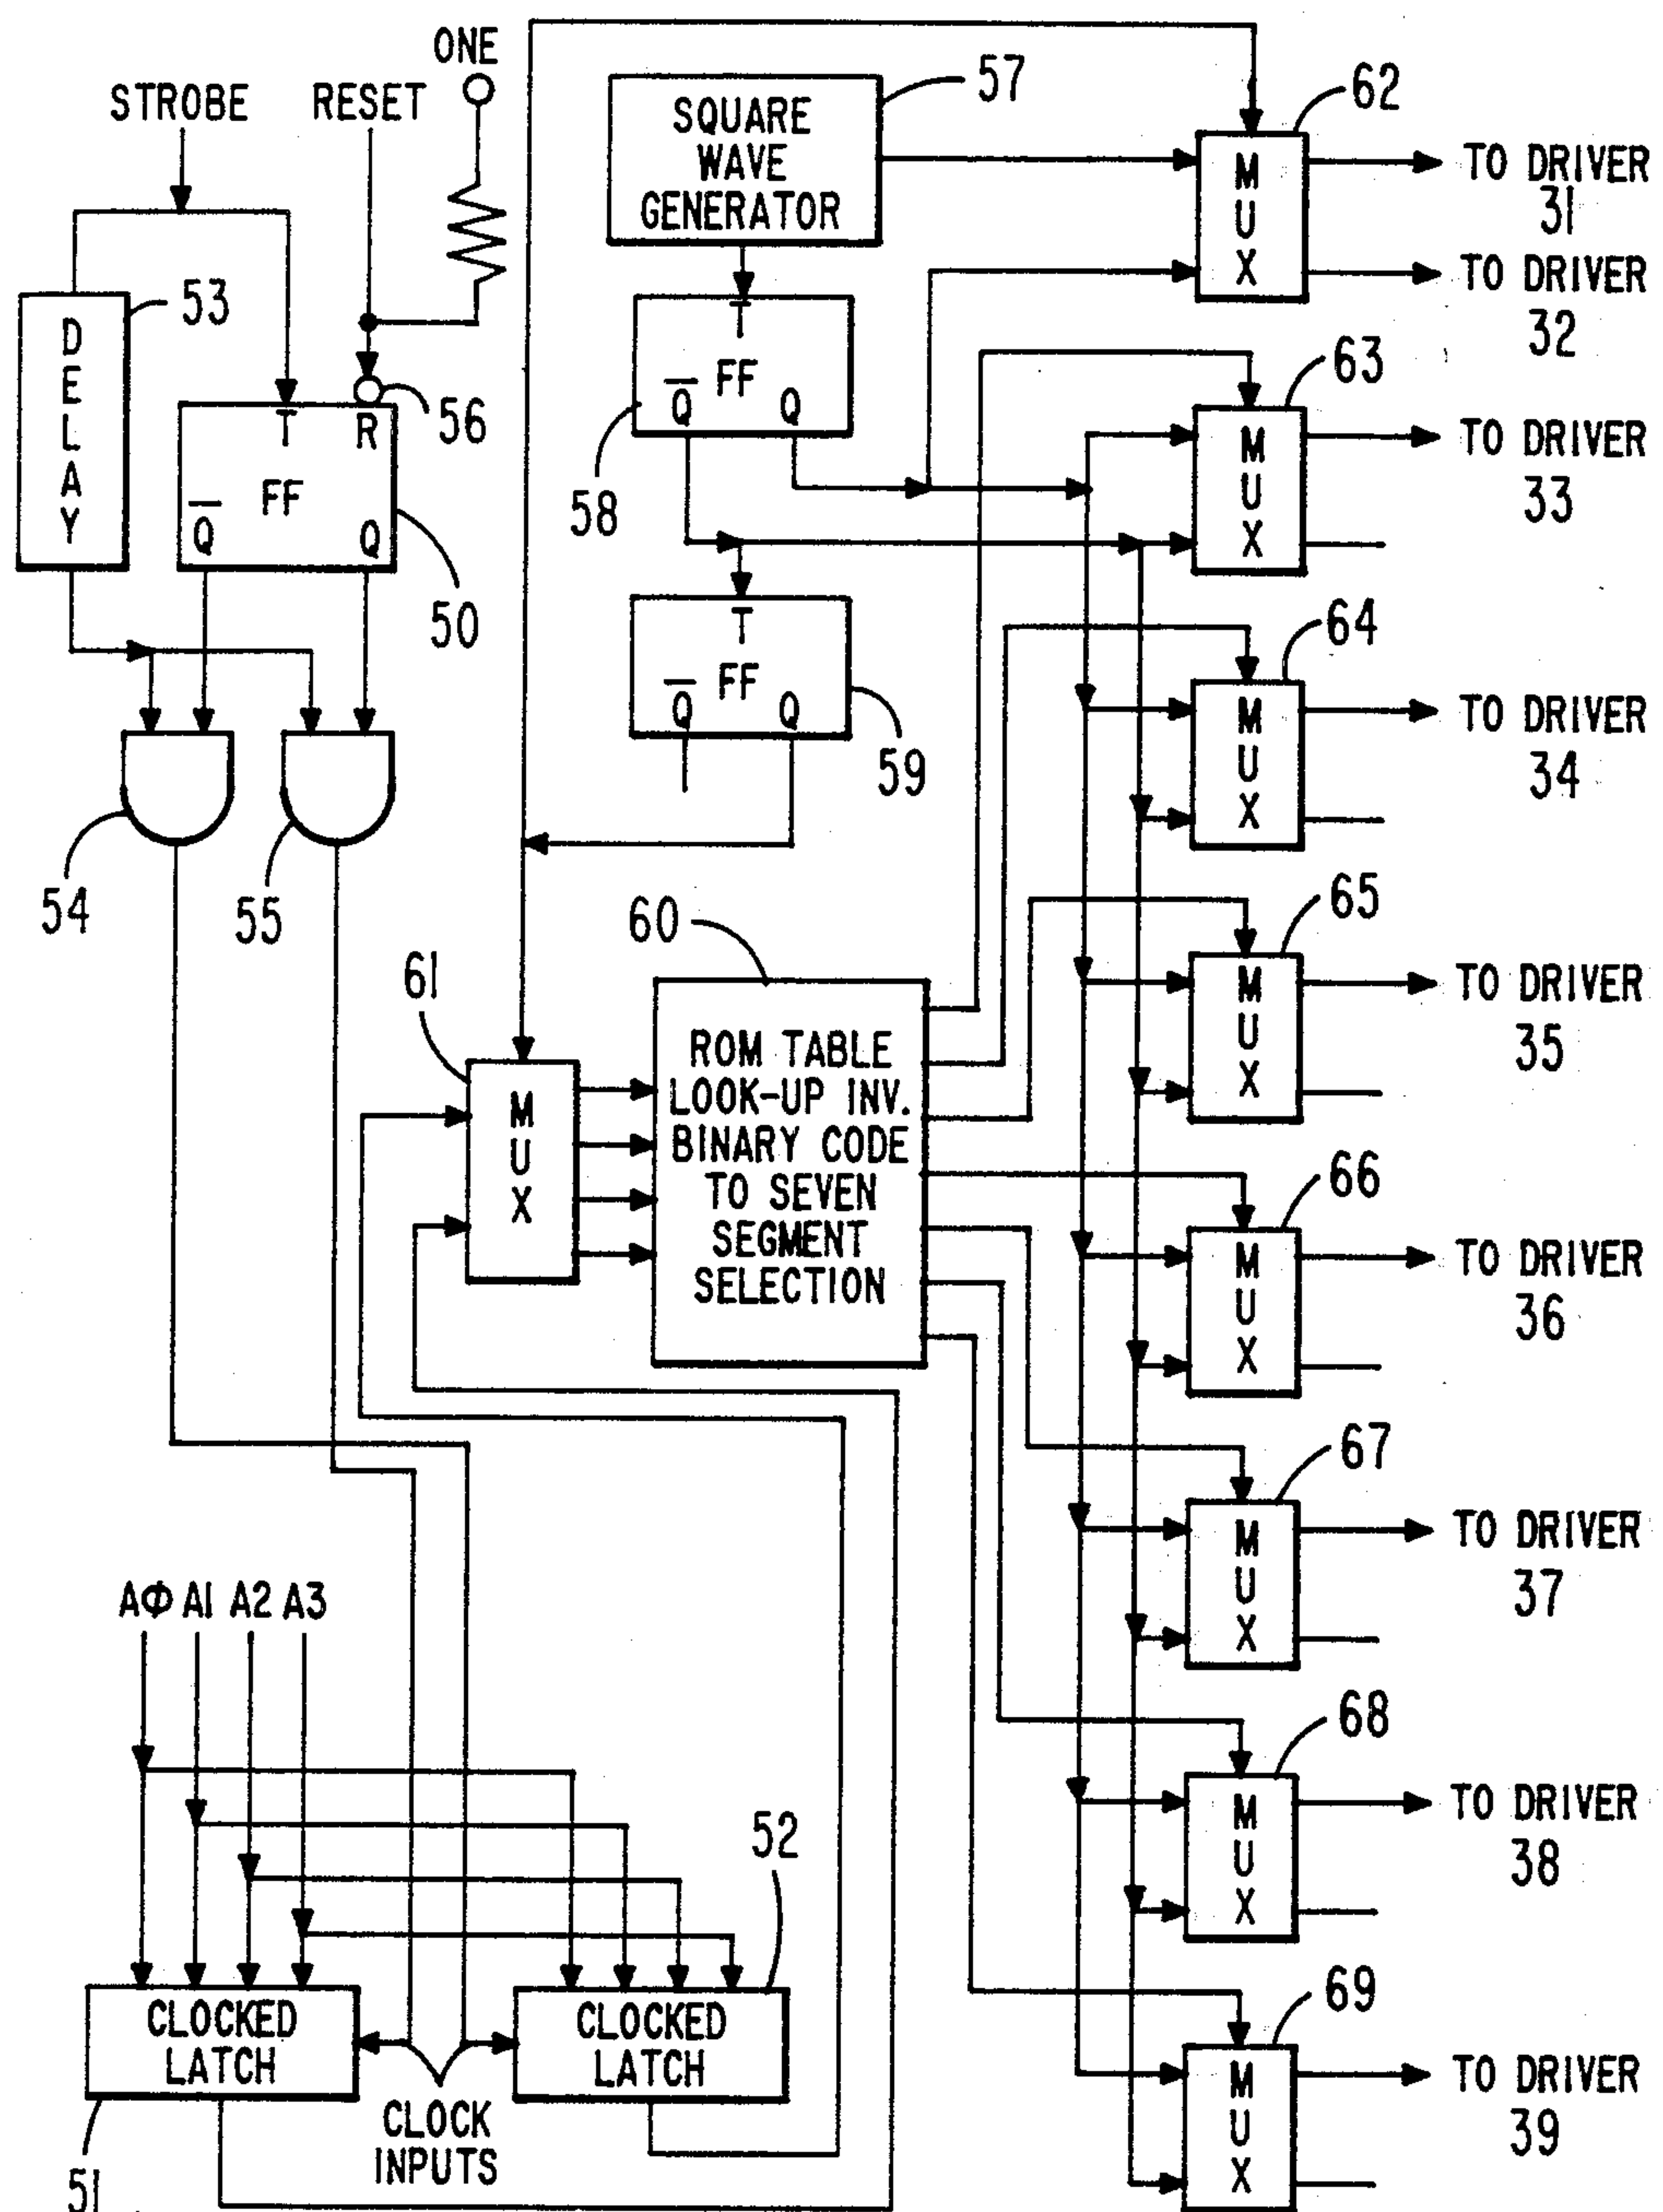 ONE
STROBE
RESET
SQUARE
WAVE
GENERATOR
57
62
M
U
X
TO DRIVER
31
TO DRIVER
32
53
D
E
L
A
Y
T
R
56
Q̅
FF
Q
50
T
FF
Q̅
Q
58
63
M
U
X
TO DRIVER
33
T
FF
Q̅
Q
59
64
M
U
X
TO DRIVER
34
54
55
65
M
U
X
TO DRIVER
35
60
61
M
U
X
ROM TABLE
LOOK-UP INV.
BINARY CODE
TO SEVEN
SEGMENT
SELECTION
66
M
U
X
TO DRIVER
36
67
M
U
X
TO DRIVER
37
AΦ A1 A2 A3
68
M
U
X
TO DRIVER
38
52
CLOCKED
LATCH
CLOCKED
LATCH
CLOCK
INPUTS
51
69
M
U
X
TO DRIVER
39